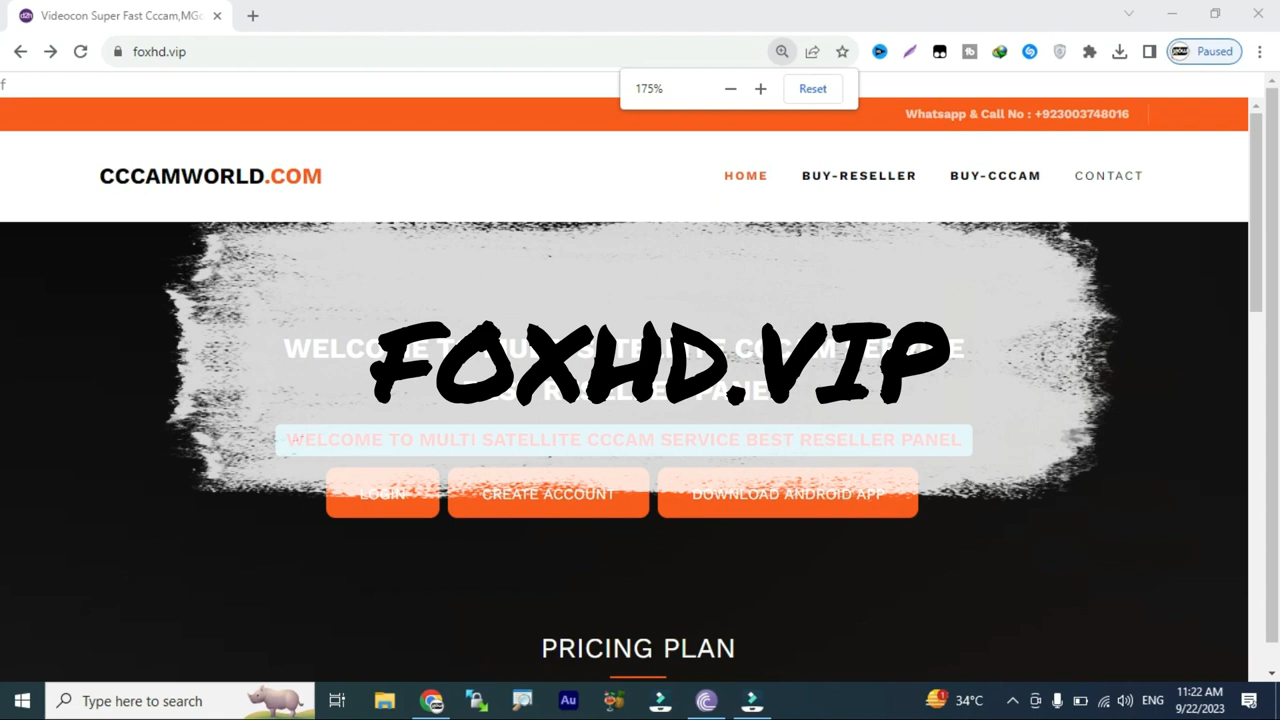 Videocon Super Fast Cccam,MGc
foxhd.vip
Paused
f
175%
Reset
Whatsapp & Call No : +923003748016
CCCAMWORLD.COM
HOME
BUY-RESELLER
BUY-CCCAM
CONTACT
FOXHD.VIP
WELCOME TO MULTI SATELLITE CCCAM SERVICE
BEST RESELLER PANEL
WELCOME TO MULTI SATELLITE CCCAM SERVICE BEST RESELLER PANEL
LOGIN
CREATE ACCOUNT
DOWNLOAD ANDROID APP
PRICING PLAN
Type here to search
Au
34°C
ENG
11:22 AM
9/22/2023